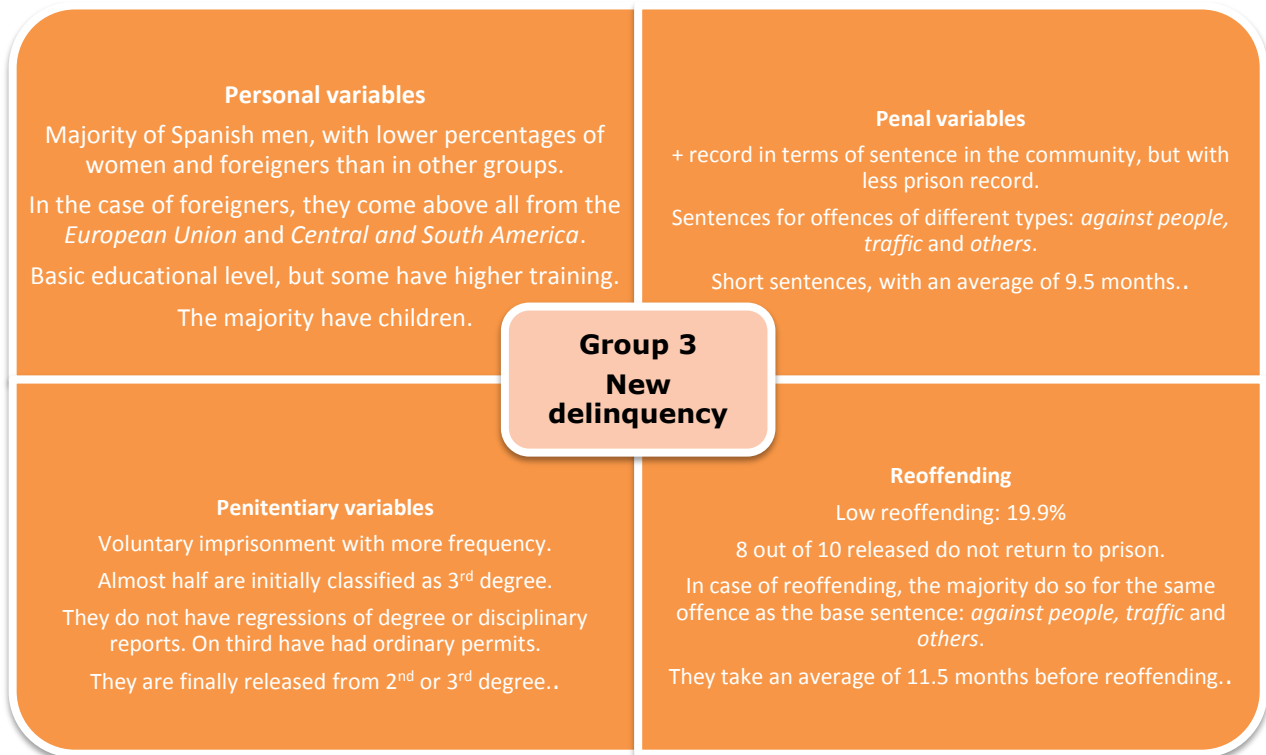 Personal variables
Majority of Spanish men, with lower percentages of
women and foreigners than in other groups.
In the case of foreigners, they come above all from the
European Union and Central and South America.
Basic educational level, but some have higher training.
The majority have children.
Penal variables
+ record in terms of sentence in the community, but with
less prison record.
Sentences for offences of different types: against people,
traffic and others.
Short sentences, with an average of 9.5 months..
Group 3
New
delinquency
Penitentiary variables
Voluntary imprisonment with more frequency.
Almost half are initially classified as 3rd degree.
They do not have regressions of degree or disciplinary
reports. On third have had ordinary permits.
They are finally released from 2nd or 3rd degree..
Reoffending
Low reoffending: 19.9%
8 out of 10 released do not return to prison.
In case of reoffending, the majority do so for the same
offence as the base sentence: against people, traffic and
others.
They take an average of 11.5 months before reoffending..